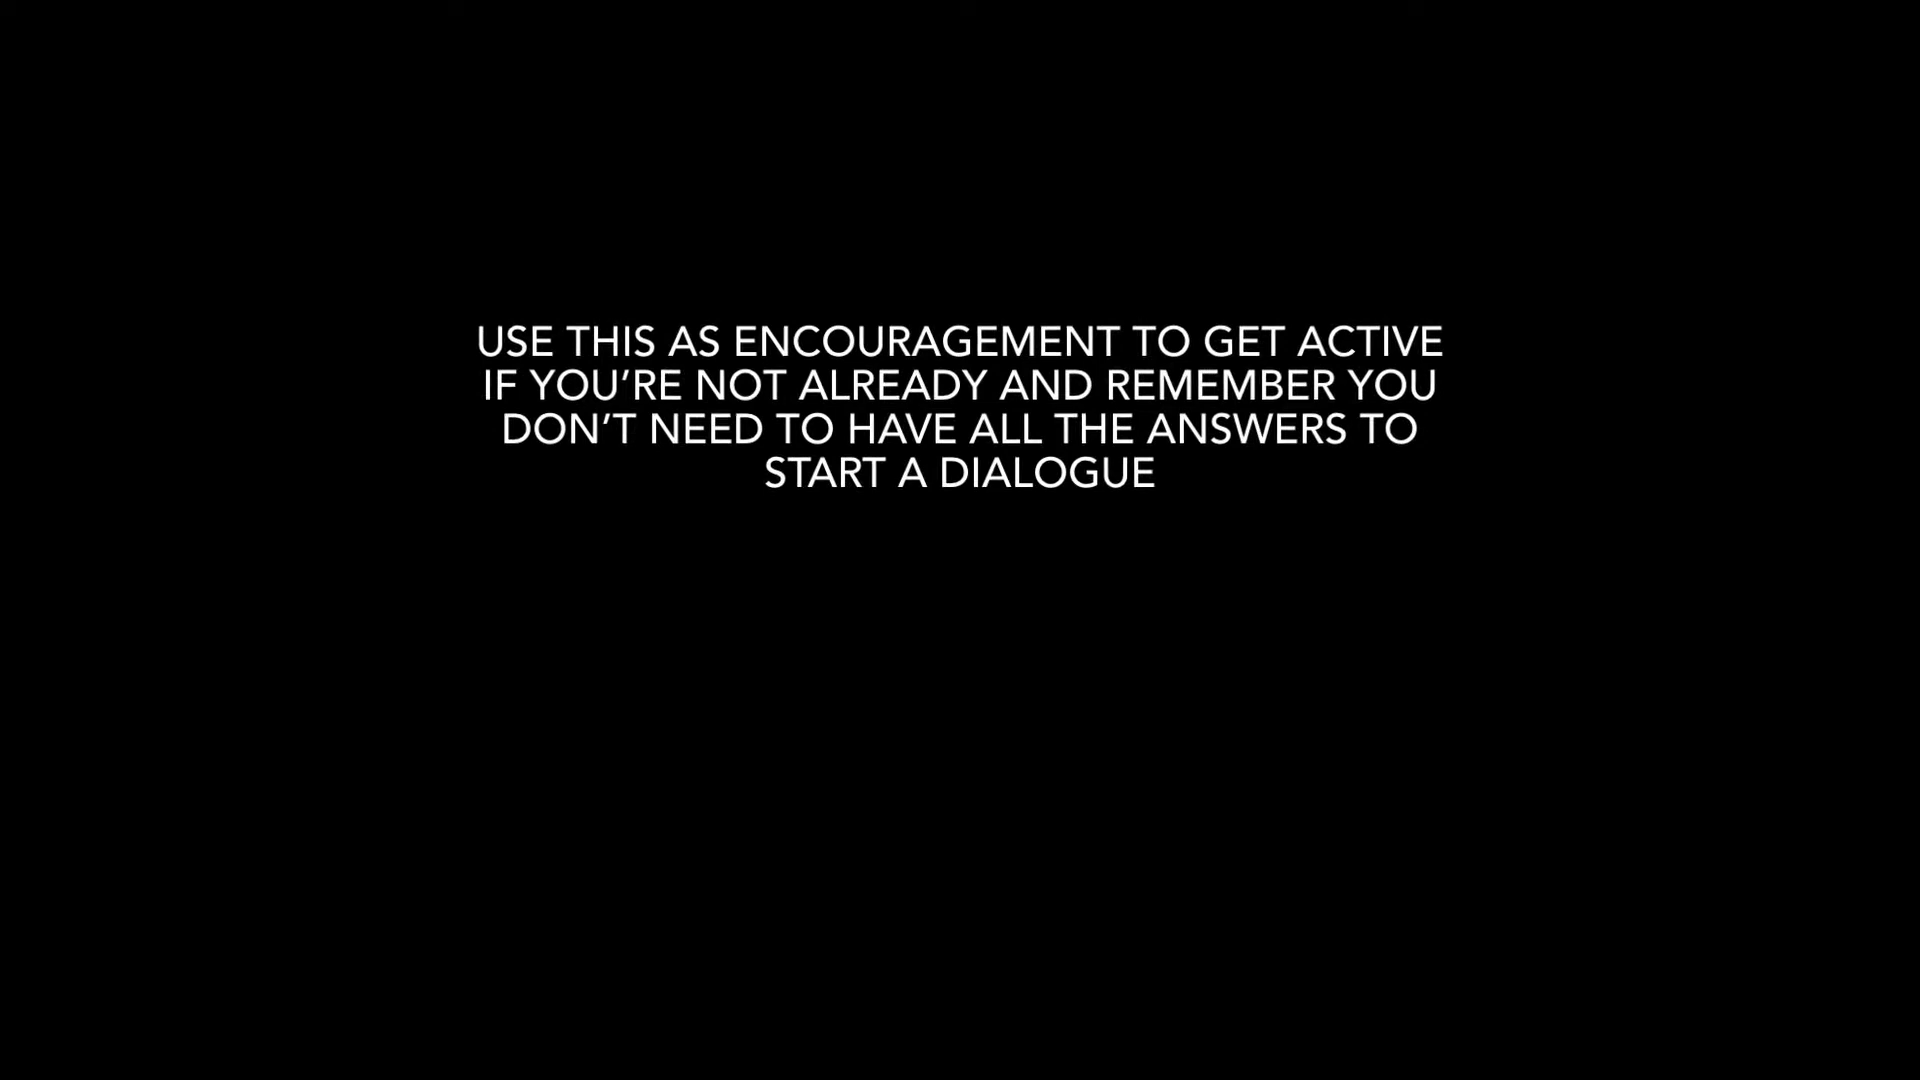 USE THIS AS ENCOURAGEMENT TO GET ACTIVE
IF YOU’RE NOT ALREADY AND REMEMBER YOU
DON’T NEED TO HAVE ALL THE ANSWERS TO
START A DIALOGUE